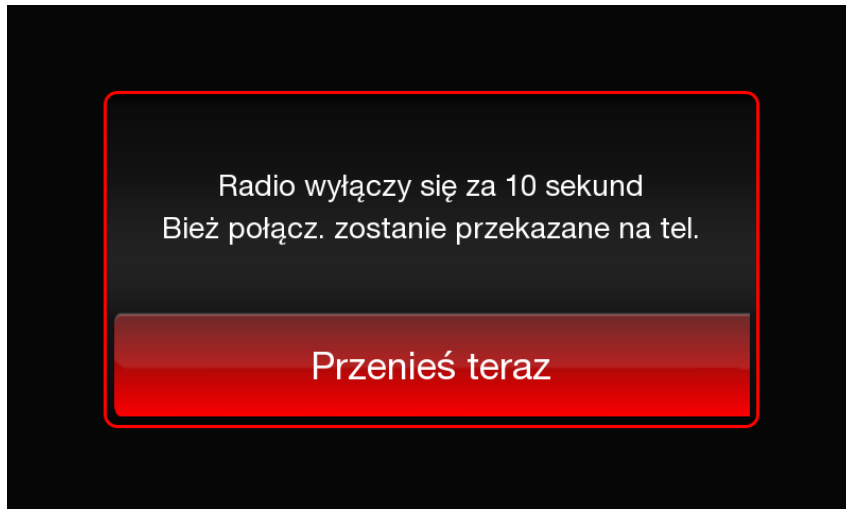 Radio wyłączy się za 10 sekund
Bież połącz. zostanie przekazane na tel.
Przenieś teraz